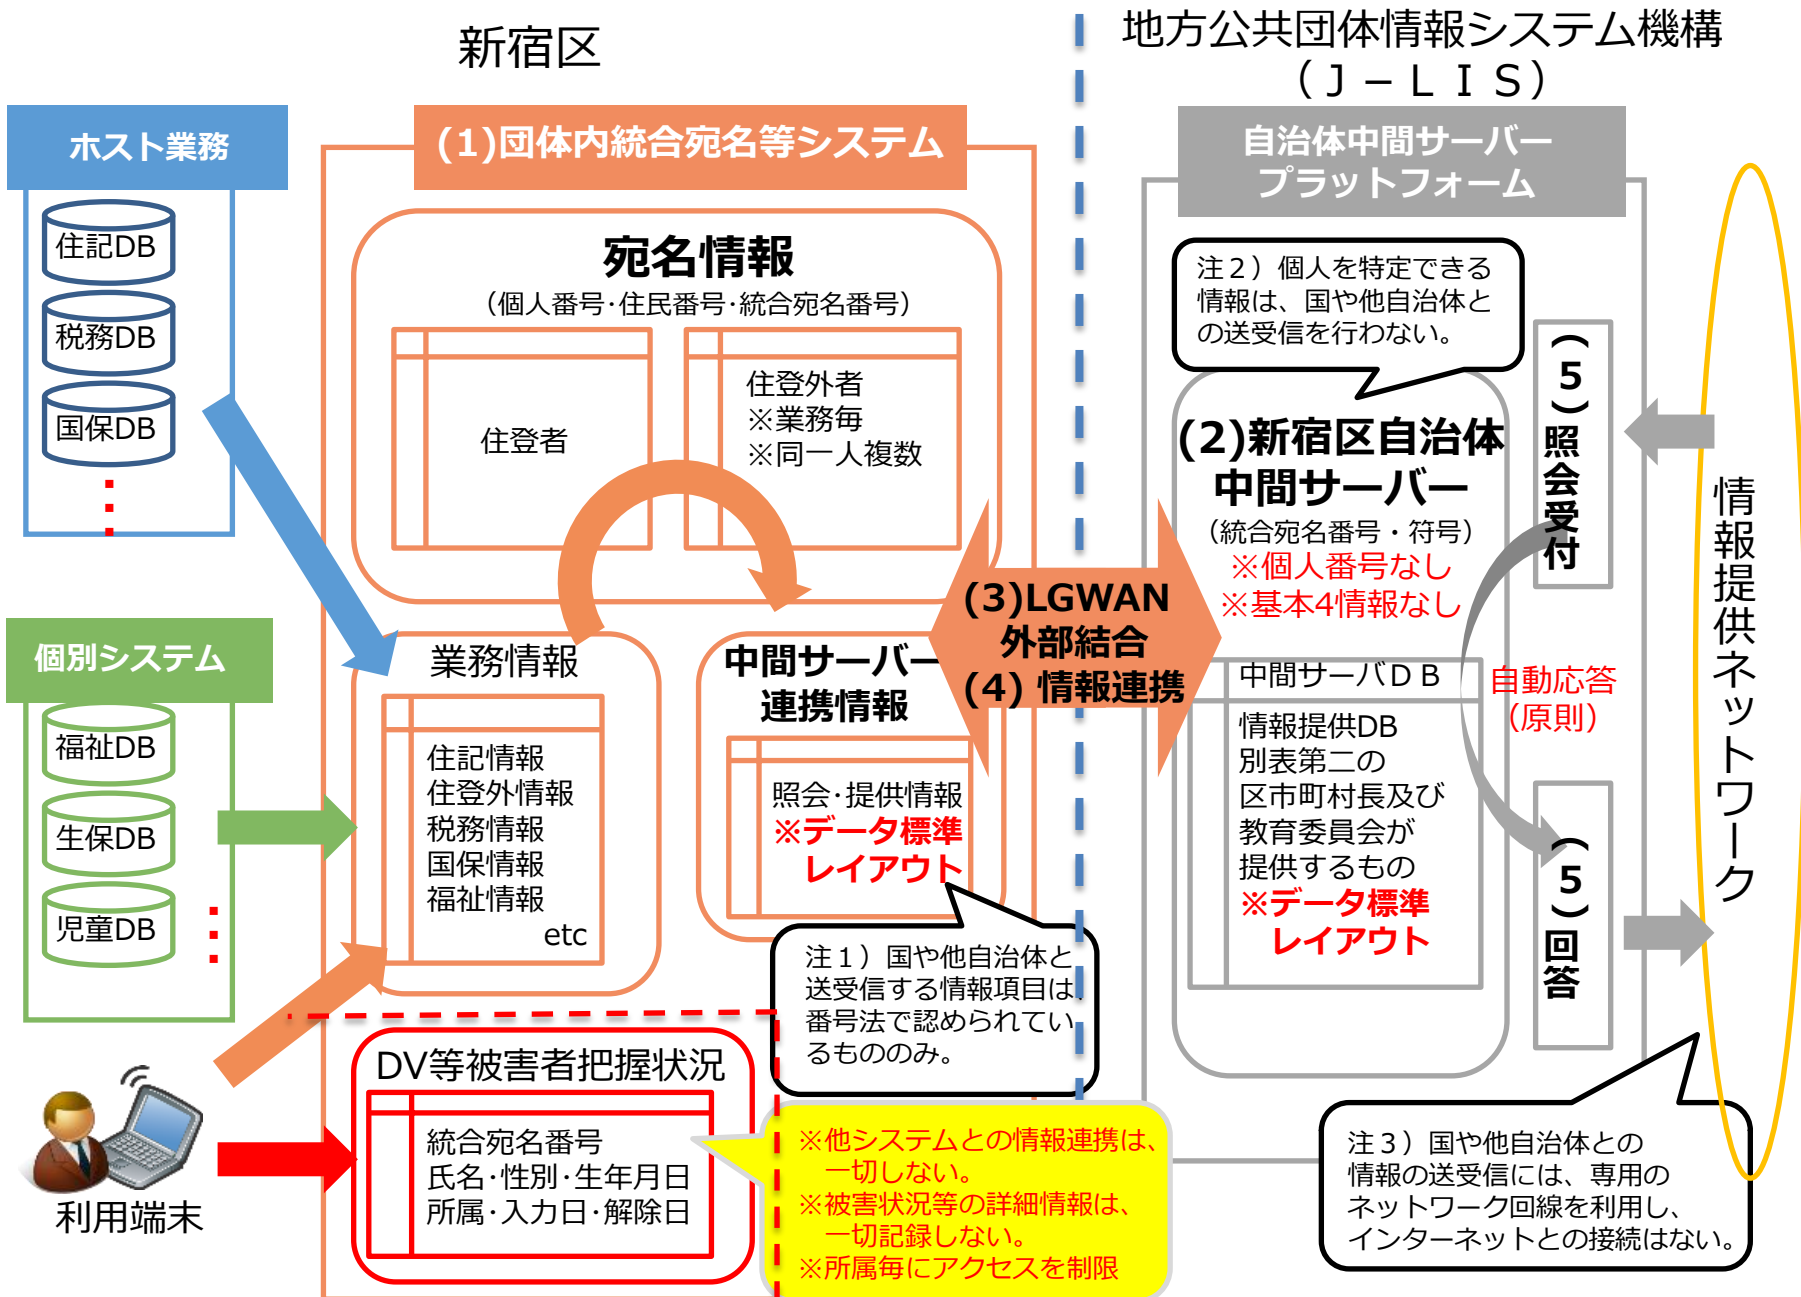 新宿区
地方公共団体情報システム機構
（Ｊ－ＬＩＳ）
ホスト業務
住記DB
税務DB
国保DB
個別システム
福祉DB
生保DB
児童DB
利用端末
(1)団体内統合宛名等システム
宛名情報
（個人番号･住民番号･統合宛名番号）
住登者
住登外者
※業務毎
※同一人複数
業務情報
住記情報
住登外情報
税務情報
国保情報
福祉情報
etc
中間サーバー
連携情報
照会･提供情報
※データ標準
レイアウト
注１）国や他自治体と
送受信する情報項目は、
番号法で認められてい
るもののみ。
DV等被害者把握状況
統合宛名番号
氏名･性別･生年月日
所属･入力日･解除日
※他システムとの情報連携は、
一切しない。
※被害状況等の詳細情報は、
一切記録しない。
※所属毎にアクセスを制限
(3)LGWAN
外部結合
(4) 情報連携
自治体中間サーバー
プラットフォーム
注２）個人を特定できる
情報は、国や他自治体と
の送受信を行わない。
(2)新宿区自治体
中間サーバー
（統合宛名番号・符号）
※個人番号なし
※基本4情報なし
中間サーバＤＢ
情報提供DB
別表第二の
区市町村長及び
教育委員会が
提供するもの
※データ標準
レイアウト
（５）照会受付
自動応答
（原則）
（５）回答
情報提供ネットワーク
注３）国や他自治体との
情報の送受信には、専用の
ネットワーク回線を利用し、
インターネットとの接続はない。